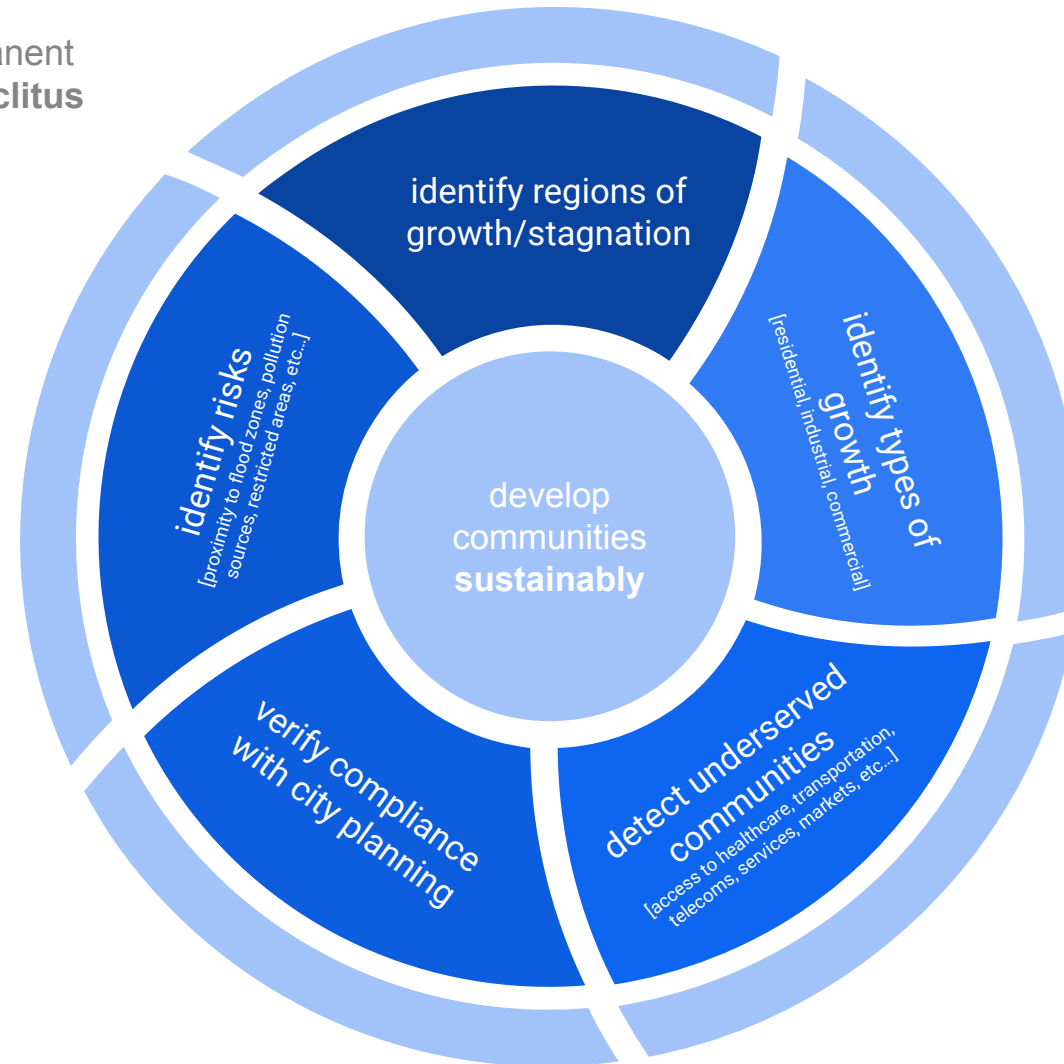 anent
clitus
identify regions of
growth/stagnation
identify types of
growth
[residential, industrial, commercial]
detect underserved
communities
[access to healthcare, transportation,
telecoms, services, markets, etc...]
verify compliance
with city planning
identify risks
[proximity to flood zones, pollution
sources, restricted areas, etc...]
develop
communities
sustainably